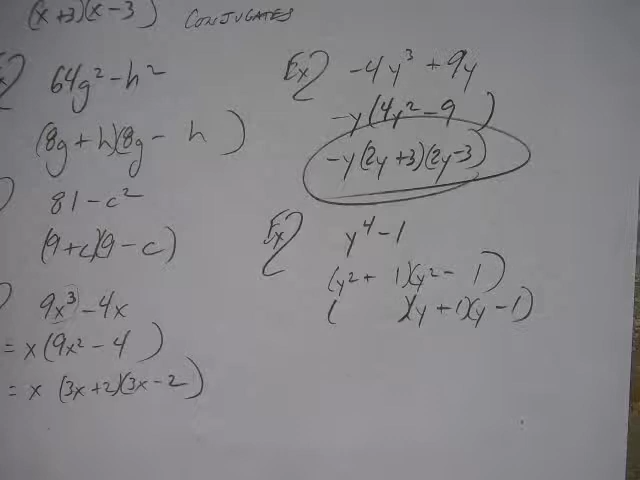 (x+3)(x-3) CONJUGATES
64g² - h²
(8g + h)(8g - h)
81 - c²
(9+c)(9-c)
9x³ - 4x
= x(9x² - 4)
= x (3x+2)(3x-2)
Ex) -4y³ + 9y
-y(4y² - 9)
-y(2y+3)(2y-3)
Ex) y⁴ - 1
(y² + 1)(y² - 1)
( )(y + 1)(y - 1)